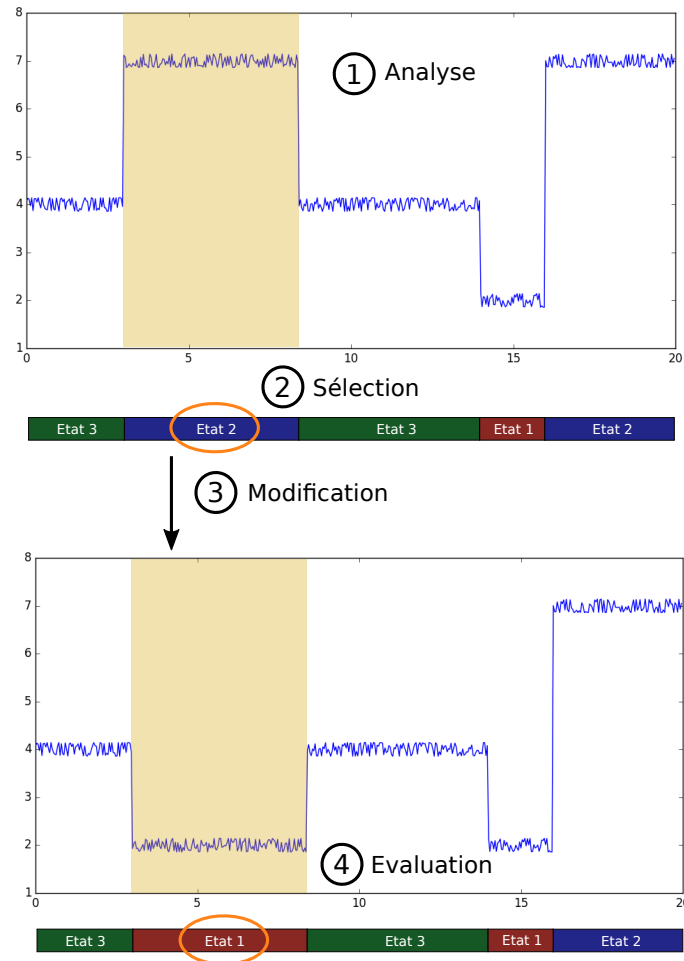 8
7
6
5
4
3
2
1
0 5 10 15 20
1 Analyse
2 Sélection
Etat 3 Etat 2 Etat 3 Etat 1 Etat 2
3 Modification
8
7
6
5
4
3
2
1
0 5 10 15 20
4 Evaluation
Etat 3 Etat 1 Etat 3 Etat 1 Etat 2